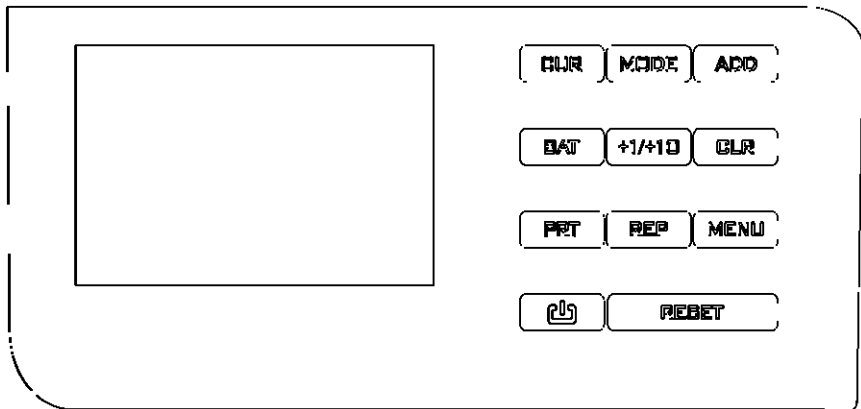 CUR MODE ADD
BAT +1/+10 CLR
PRT REP MENU
RESET